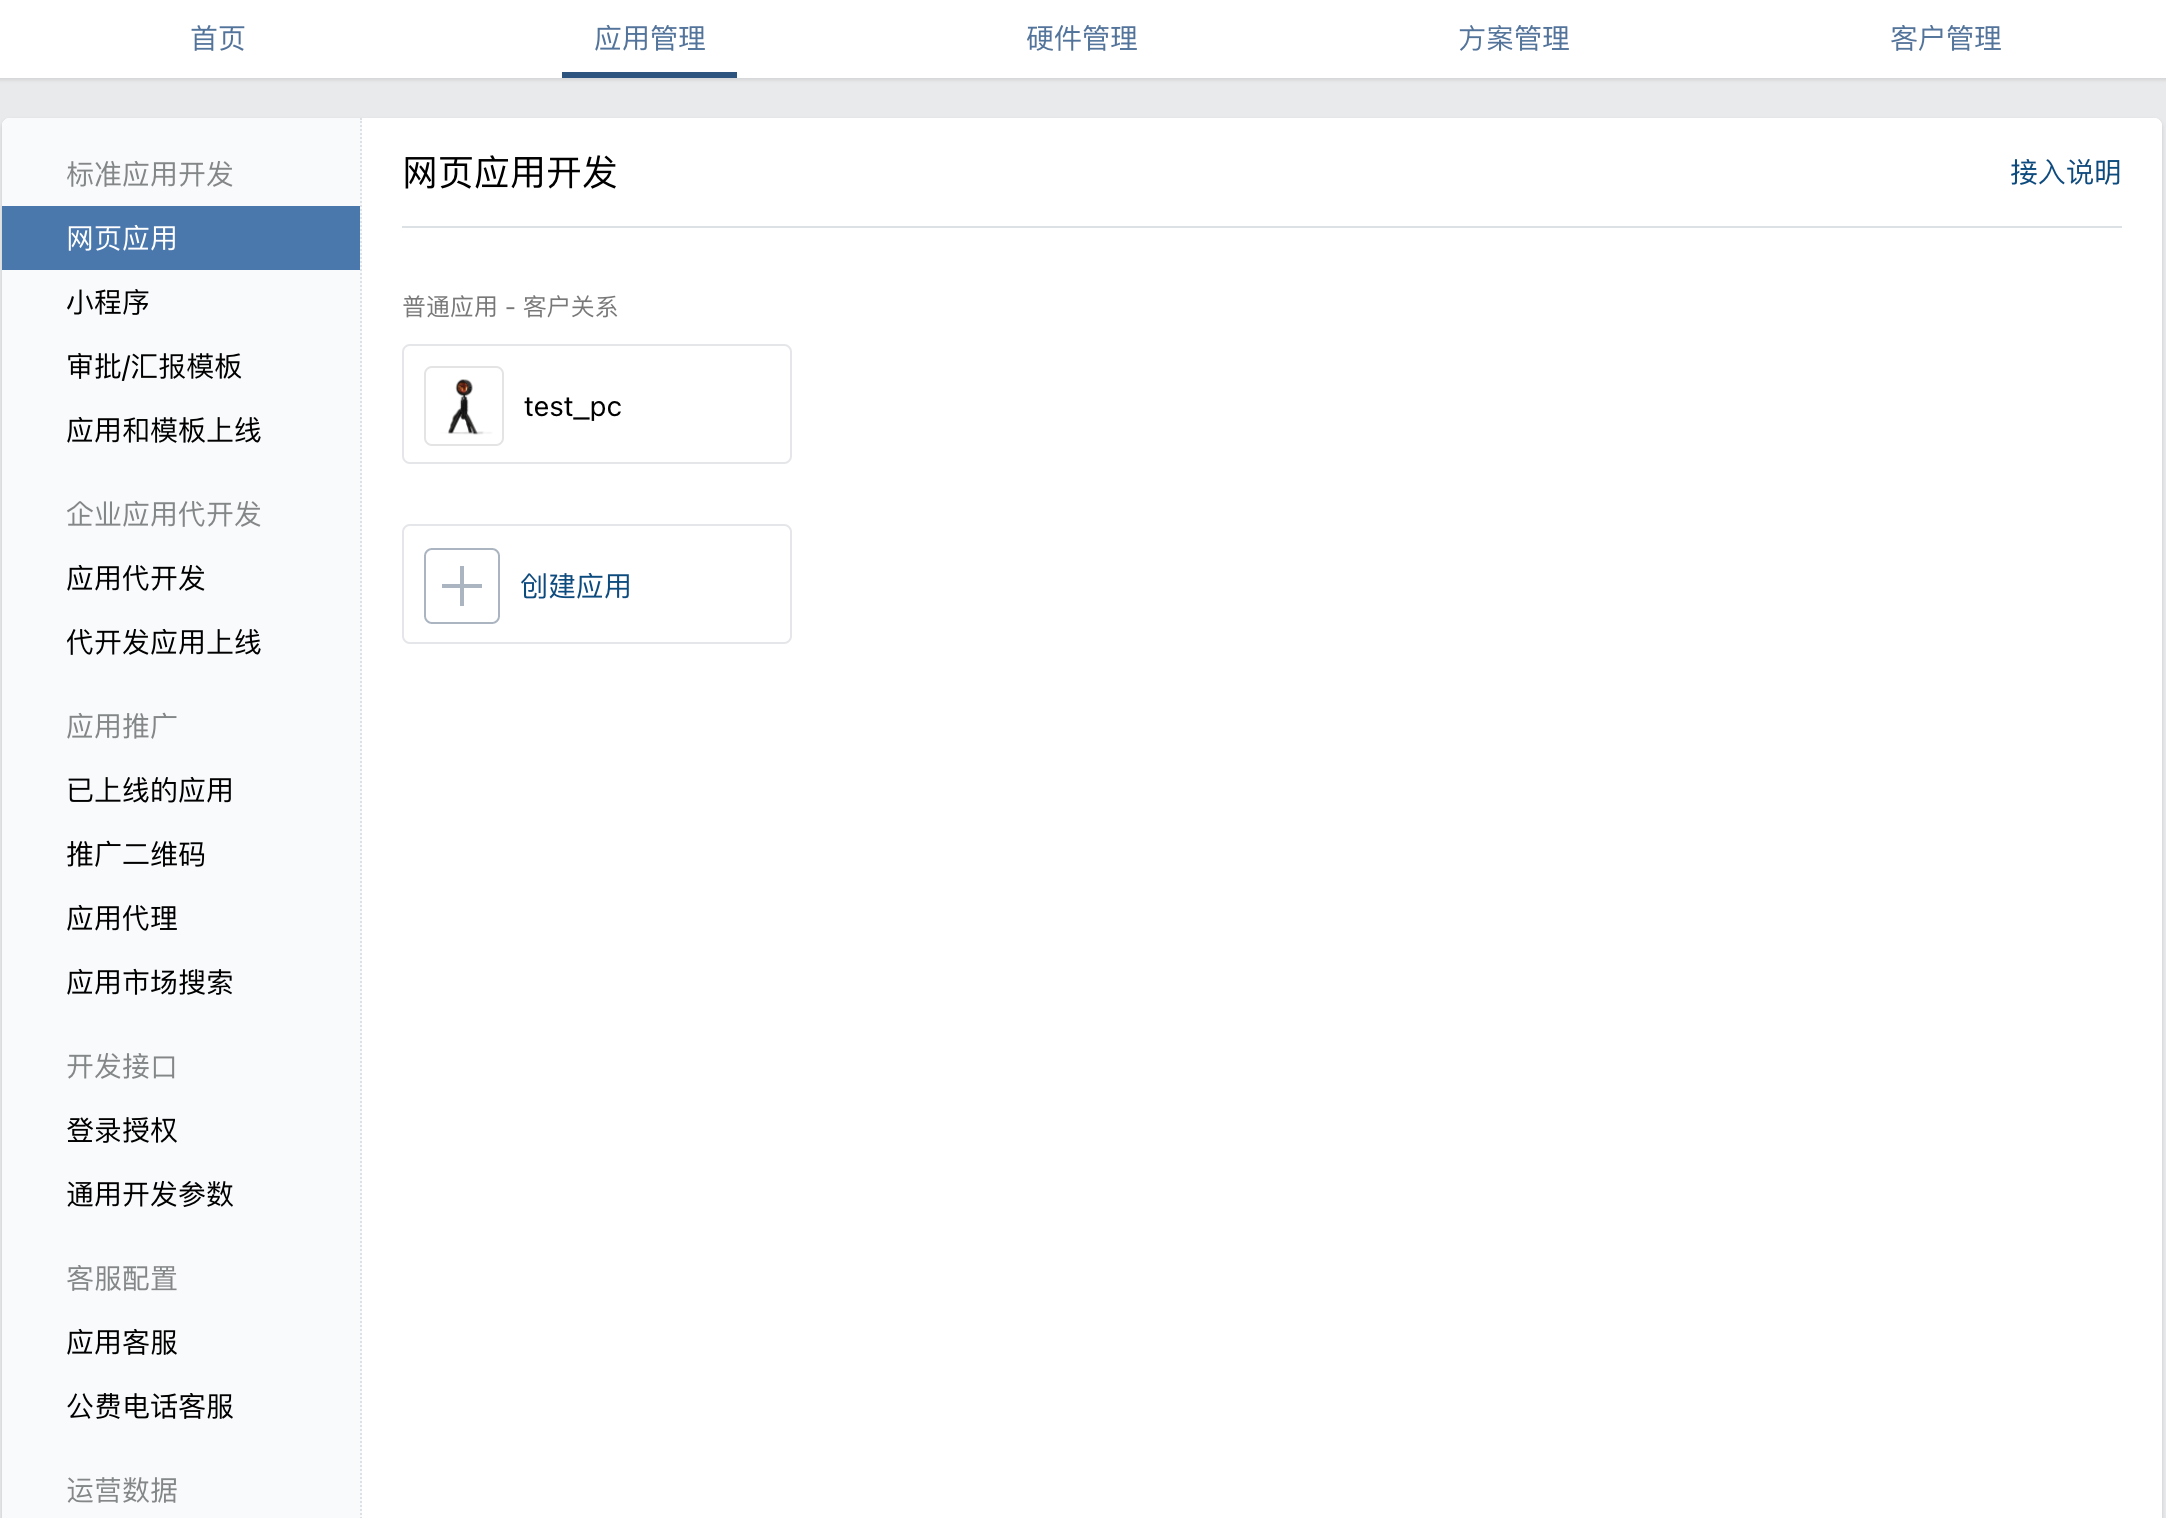 首页
应用管理
硬件管理
方案管理
客户管理
标准应用开发
网页应用
小程序
审批/汇报模板
应用和模板上线
企业应用代开发
应用代开发
代开发应用上线
应用推广
已上线的应用
推广二维码
应用代理
应用市场搜索
开发接口
登录授权
通用开发参数
客服配置
应用客服
公费电话客服
运营数据
网页应用开发
接入说明
普通应用 - 客户关系
test_pc
创建应用